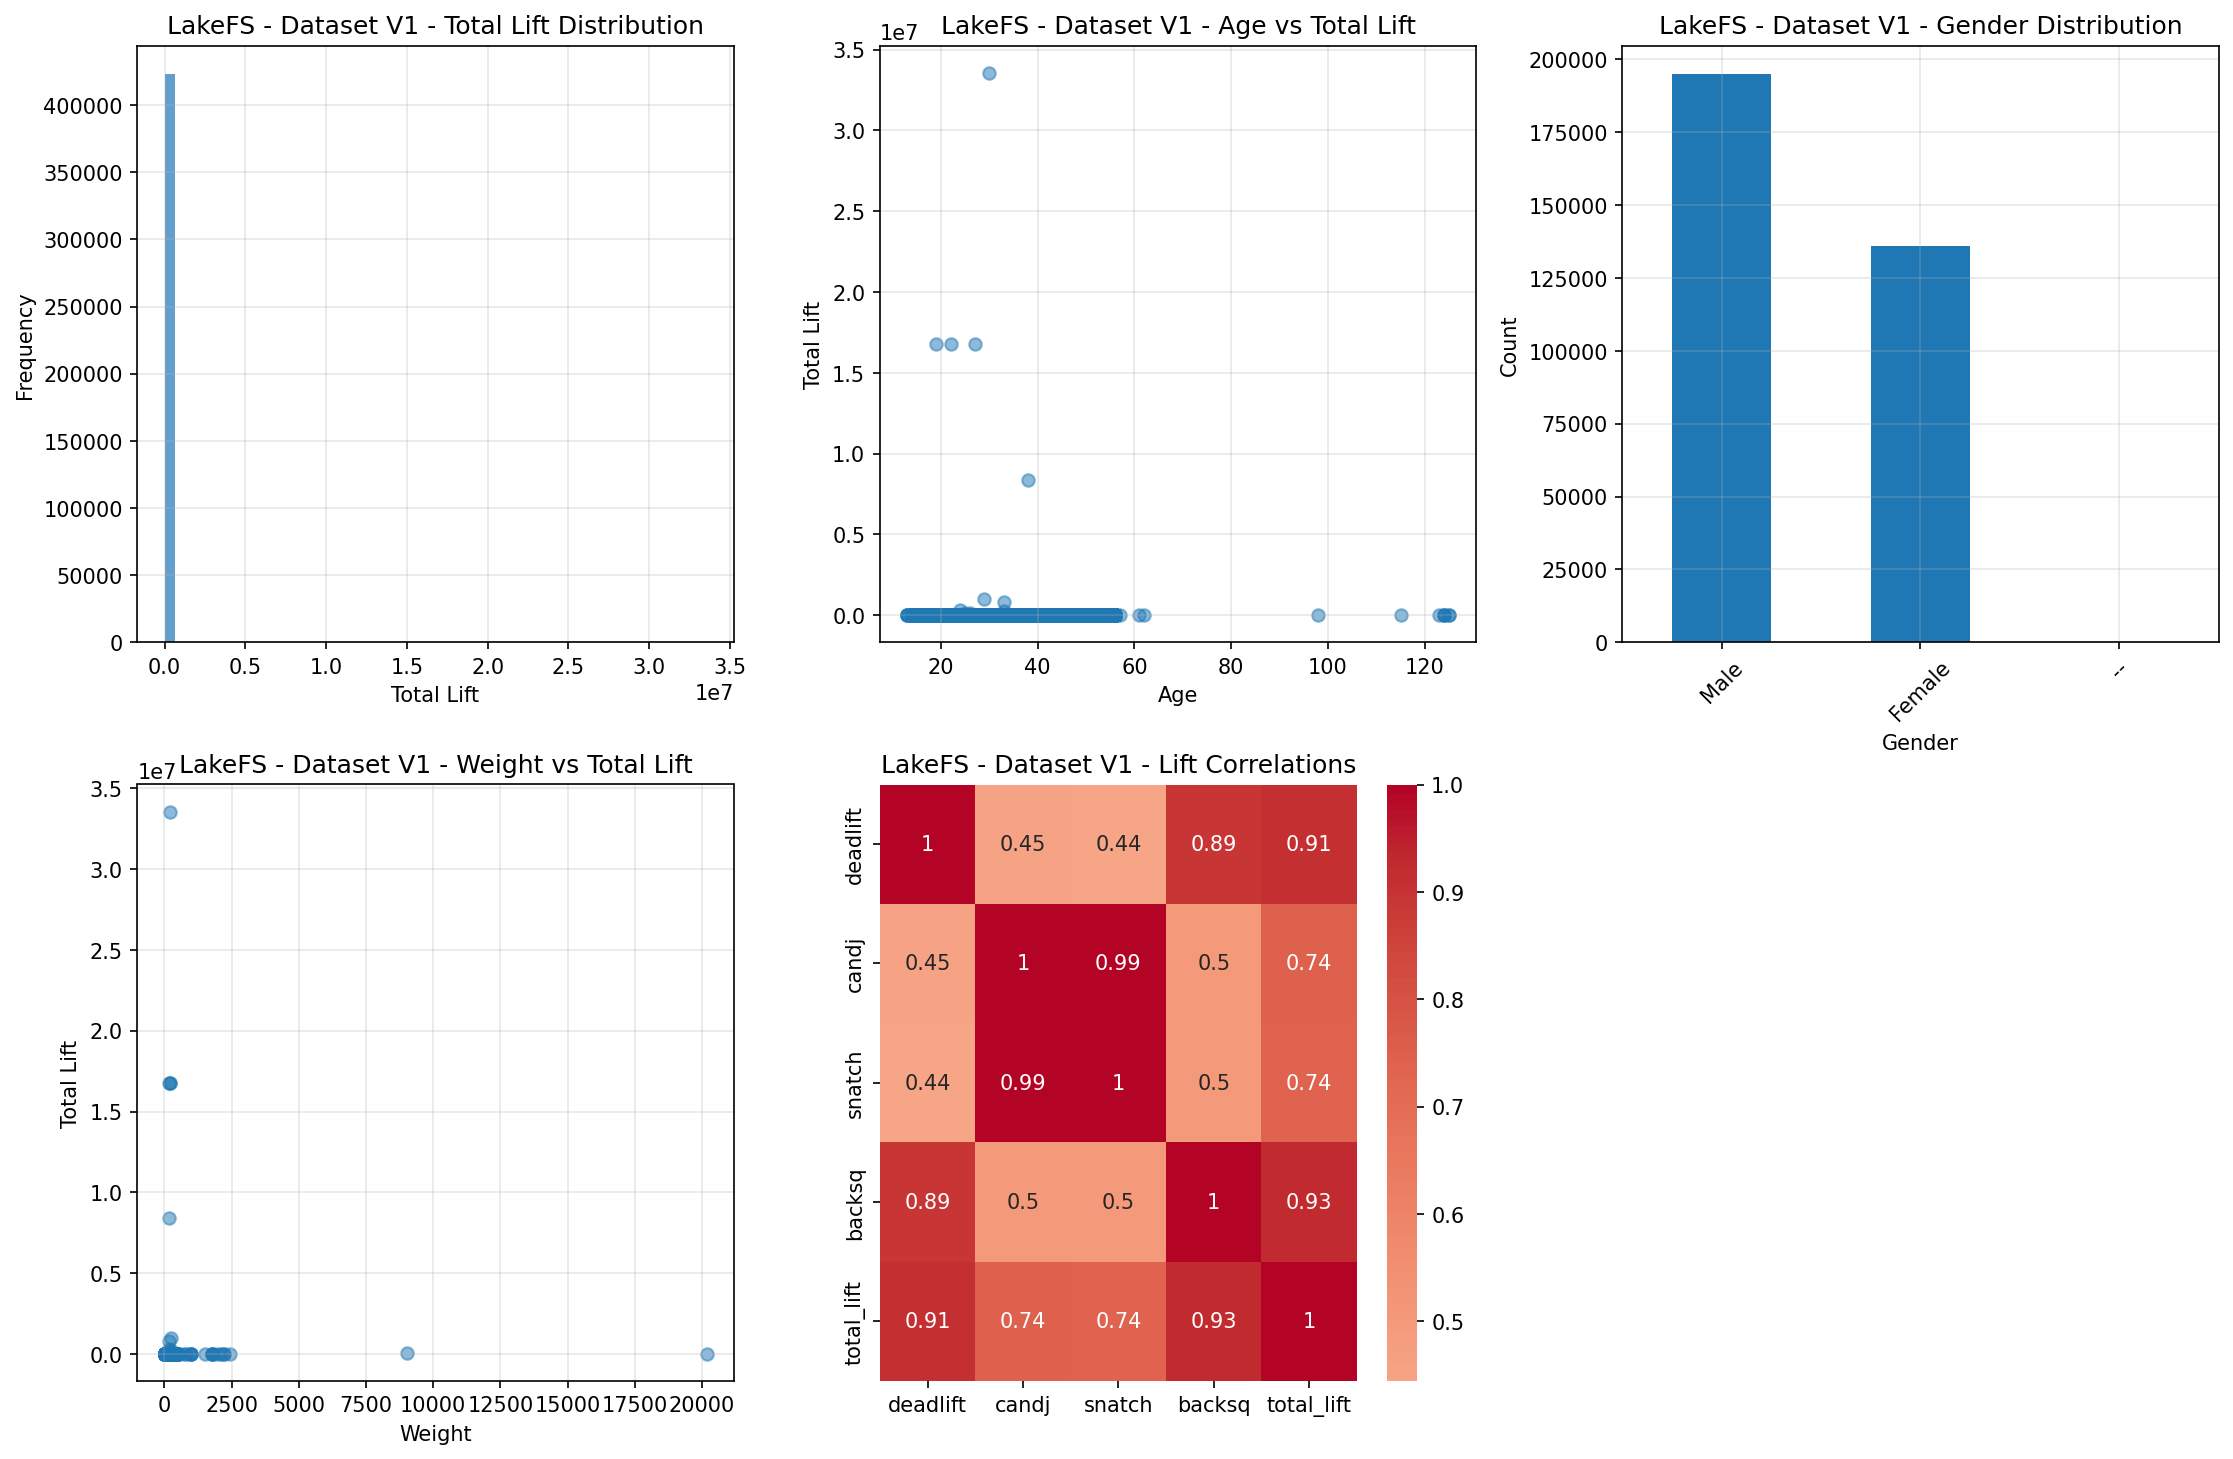 LakeFS - Dataset V1 - Total Lift Distribution
400000
350000
300000
250000
200000
150000
100000
50000
0
Frequency
0.0 0.5 1.0 1.5 2.0 2.5 3.0 3.5
1e7
Total Lift
LakeFS - Dataset V1 - Age vs Total Lift
1e7
3.5
3.0
2.5
2.0
1.5
1.0
0.5
0.0
Total Lift
20 40 60 80 100 120
Age
LakeFS - Dataset V1 - Gender Distribution
200000
175000
150000
125000
100000
75000
50000
25000
0
Count
Male Female --
Gender
LakeFS - Dataset V1 - Weight vs Total Lift
1e7
3.5
3.0
2.5
2.0
1.5
1.0
0.5
0.0
Total Lift
0 2500 5000 7500 10000 12500 15000 17500 20000
Weight
LakeFS - Dataset V1 - Lift Correlations
deadlift 1 0.45 0.44 0.89 0.91
candj 0.45 1 0.99 0.5 0.74
snatch 0.44 0.99 1 0.5 0.74
backsq 0.89 0.5 0.5 1 0.93
total_lift 0.91 0.74 0.74 0.93 1
deadlift candj snatch backsq total_lift
1.0
0.9
0.8
0.7
0.6
0.5